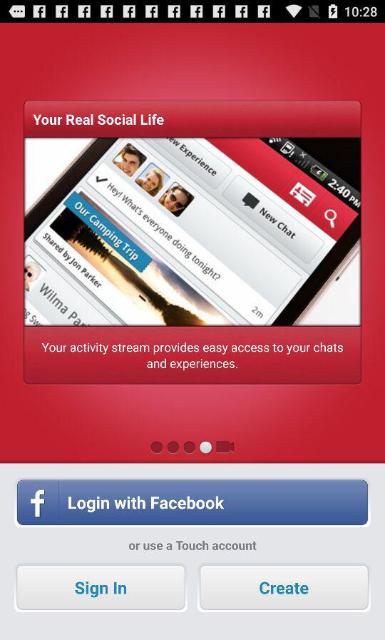 10:28
Your Real Social Life
ew Experience
New Chat
2:40 PM
Hey! What's everyone doing tonight?
2m
Our Camping Trip
Shared by Jon Parker
Wilma Pa
Your activity stream provides easy access to your chats
and experiences.
f Login with Facebook
or use a Touch account
Sign In
Create